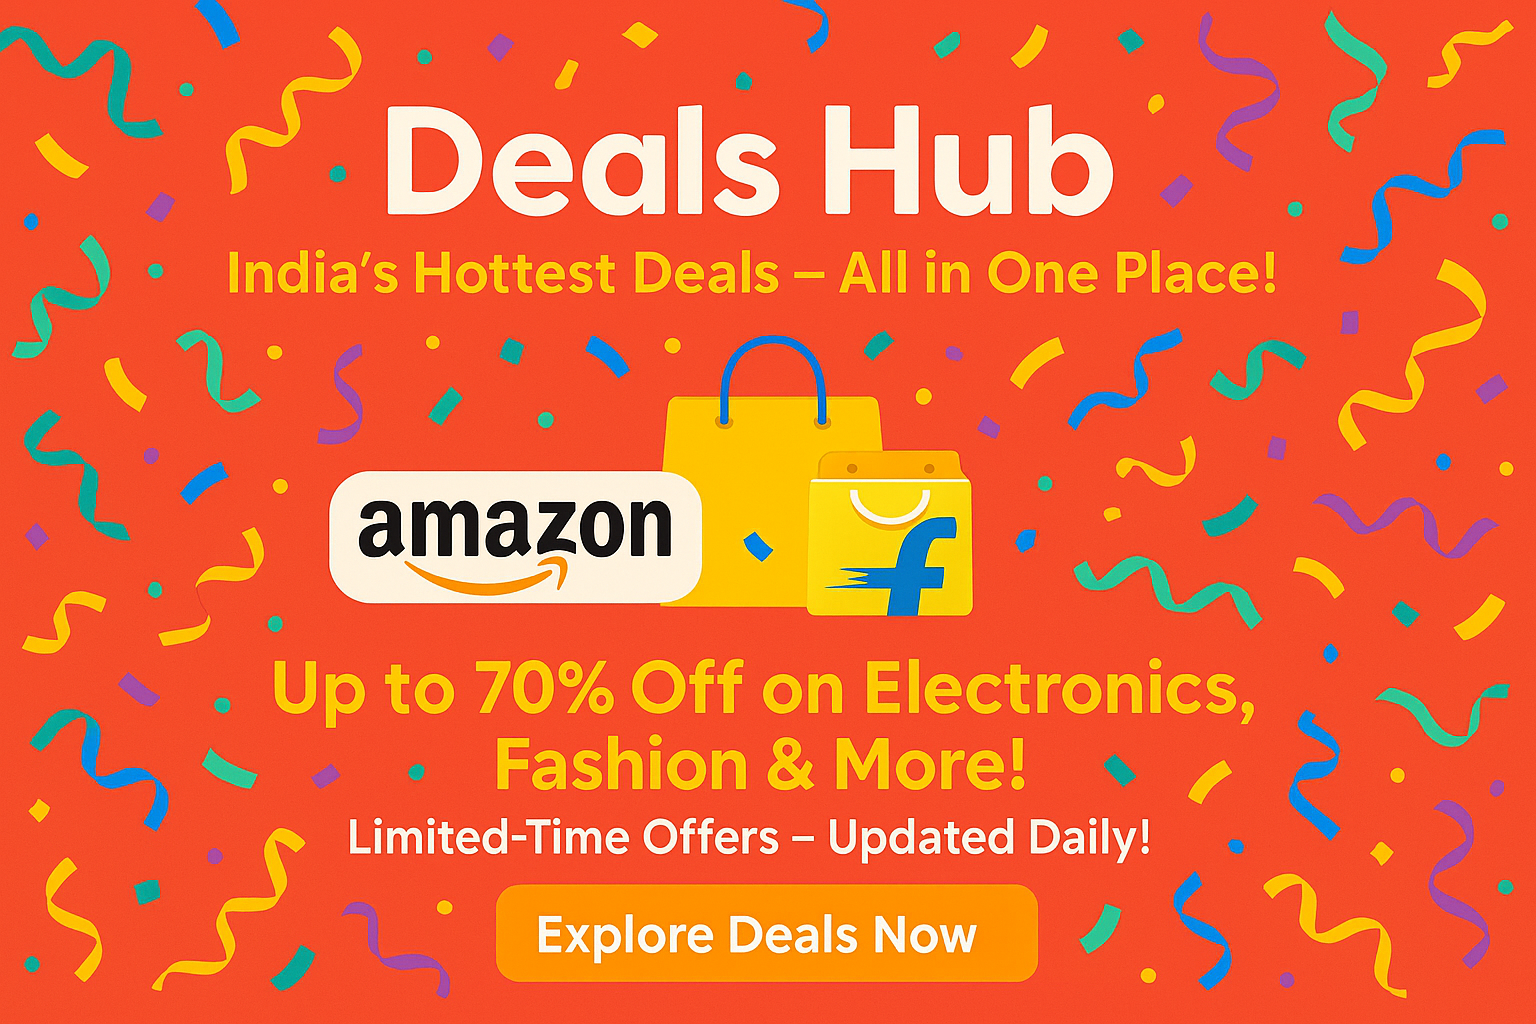 Deals Hub
India's Hottest Deals – All in One Place!
amazon
f
Up to 70% Off on Electronics,
Fashion & More!
Limited-Time Offers – Updated Daily!
Explore Deals Now